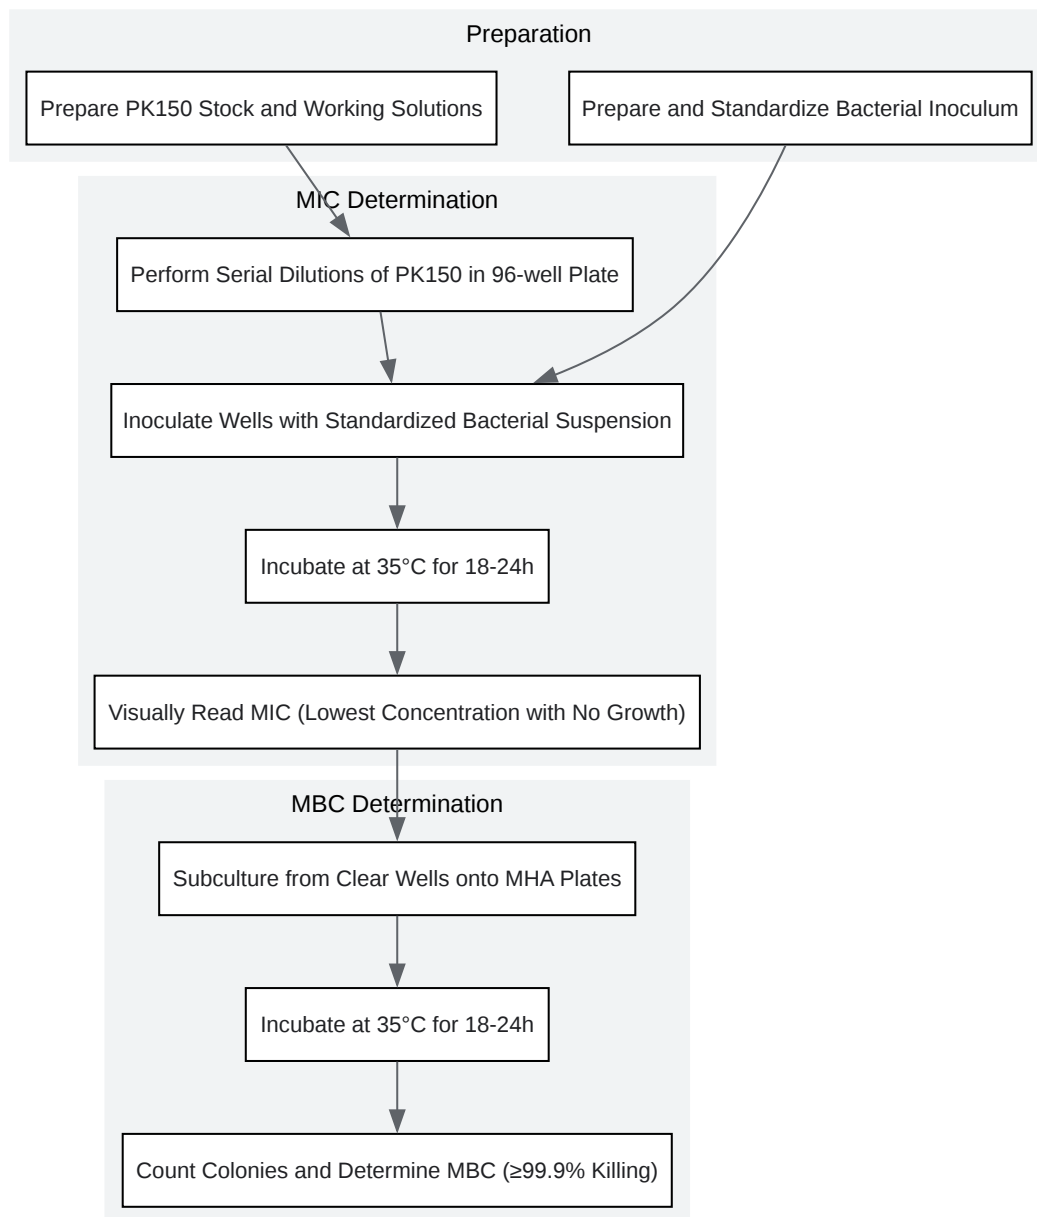 Preparation
Prepare PK150 Stock and Working Solutions
Prepare and Standardize Bacterial Inoculum
MIC Determination
Perform Serial Dilutions of PK150 in 96-well Plate
Inoculate Wells with Standardized Bacterial Suspension
Incubate at 35°C for 18-24h
Visually Read MIC (Lowest Concentration with No Growth)
MBC Determination
Subculture from Clear Wells onto MHA Plates
Incubate at 35°C for 18-24h
Count Colonies and Determine MBC (≥99.9% Killing)